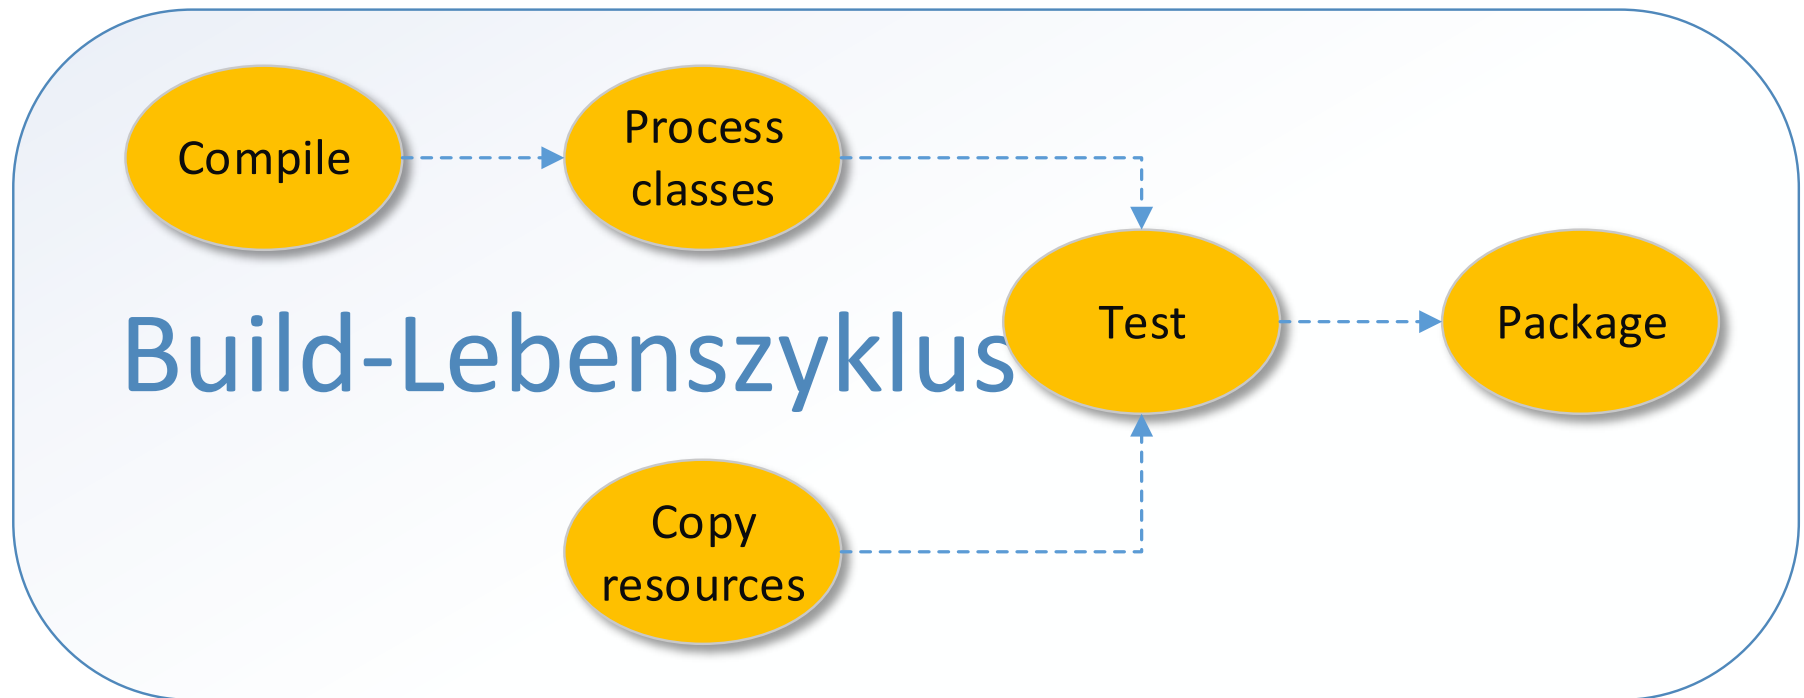 Compile
Process
classes
Build-Lebenszyklus
Test
Package
Copy
resources